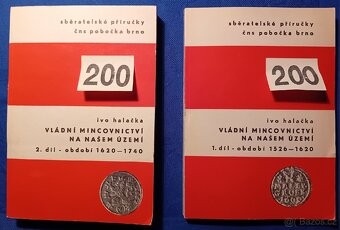 sběratelské příručky
čns pobočka brno
200
ivo halačka
VLÁDNÍ MINCOVNICTVÍ
NA NAŠEM ÚZEMÍ
2. díl - období 1620—1740
sběratelské příručky
čns pobočka brno
200
ivo halačka
VLÁDNÍ MINCOVNICTVÍ
NA NAŠEM ÚZEMÍ
1. díl - období 1526—1620